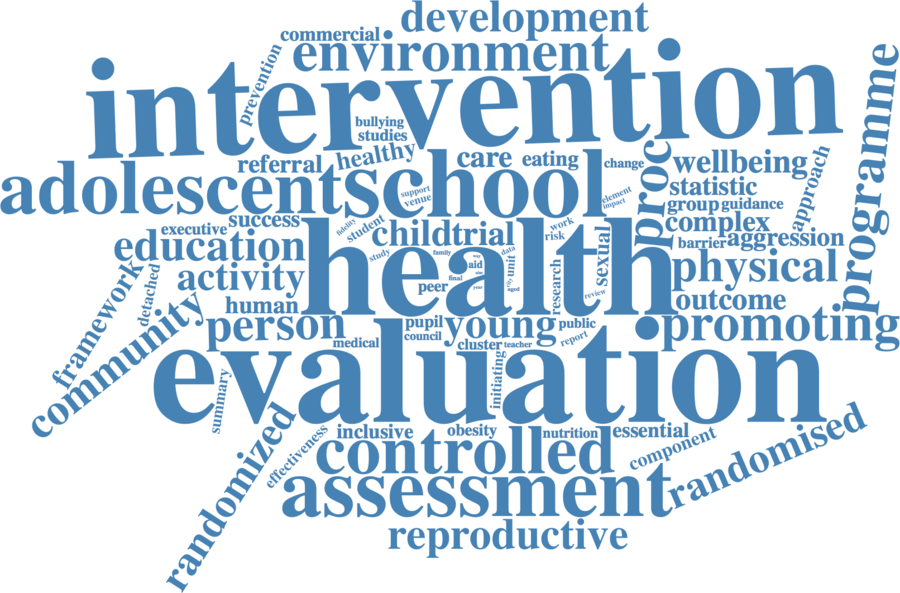 development
commercial
environment
prevention
intervention
programme
bullying
studies
referral
healthy
care
eating
change
wellbeing
approach
adolescent
school
proc
statistic
support
venue
element
impact
group
guidance
success
complex
executive
fidelity
student
childtrial
work
risk
sexual
barrier
aggression
education
study
family
data
health
way
aid
unit
physical
activity
peer
final
year
city
aged
research
review
outcome
framework
detached
community
human
person
pupil
young
public
promoting
council
medical
cluster
teacher
report
evaluation
initiating
summary
randomized
effectiveness
inclusive
obesity
nutrition
essential
component
randomised
controlled
assessment
reproductive